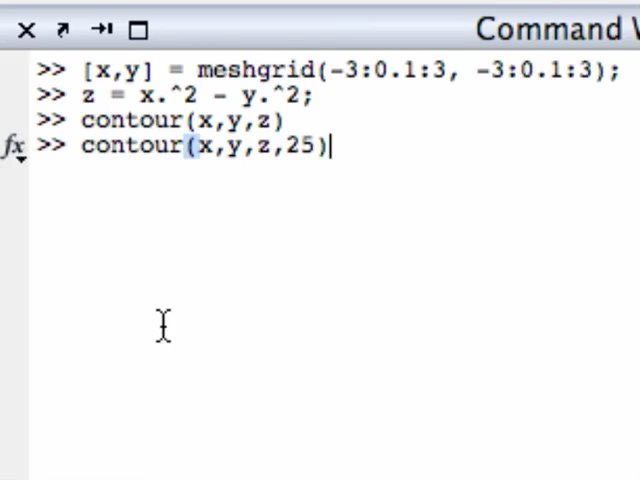 Command
>> [x,y] = meshgrid(-3:0.1:3, -3:0.1:3);
>> z = x.^2 - y.^2;
>> contour(x,y,z)
fx >> contour(x,y,z,25)